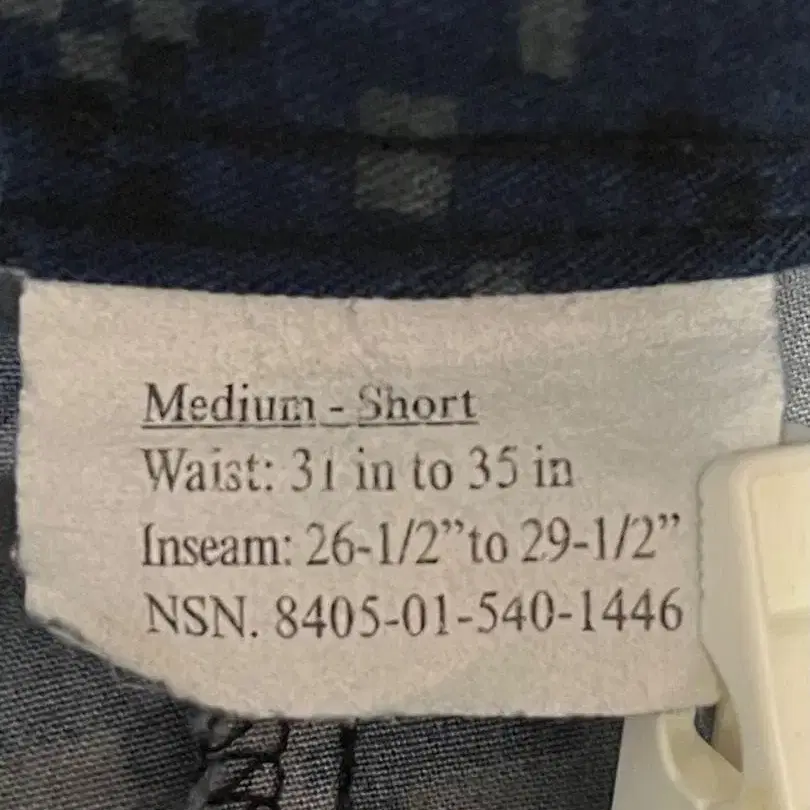 Medium - Short
Waist: 31 in to 35 in
Inseam: 26-1/2” to 29-1/2”
NSN. 8405-01-540-1446